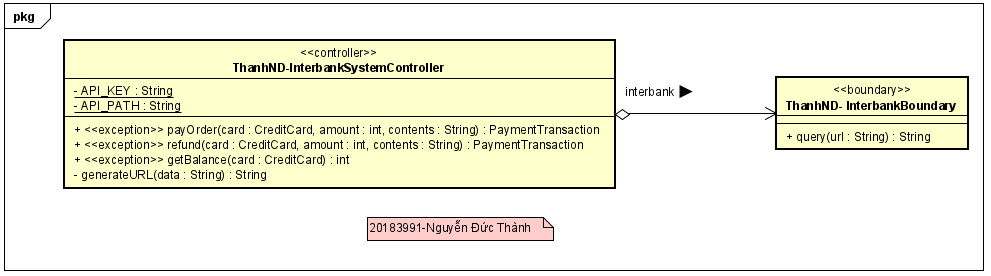 pkg
<<controller>>
ThanhND-InterbankSystemController
- API_KEY : String
- API_PATH : String
+ <<exception>> payOrder(card : CreditCard, amount : int, contents : String) : PaymentTransaction
+ <<exception>> refund(card : CreditCard, amount : int, contents : String) : PaymentTransaction
+ <<exception>> getBalance(card : CreditCard) : int
- generateURL(data : String) : String
interbank
<<boundary>>
ThanhND- InterbankBoundary
+ query(url : String) : String
20183991-Nguyễn Đức Thành